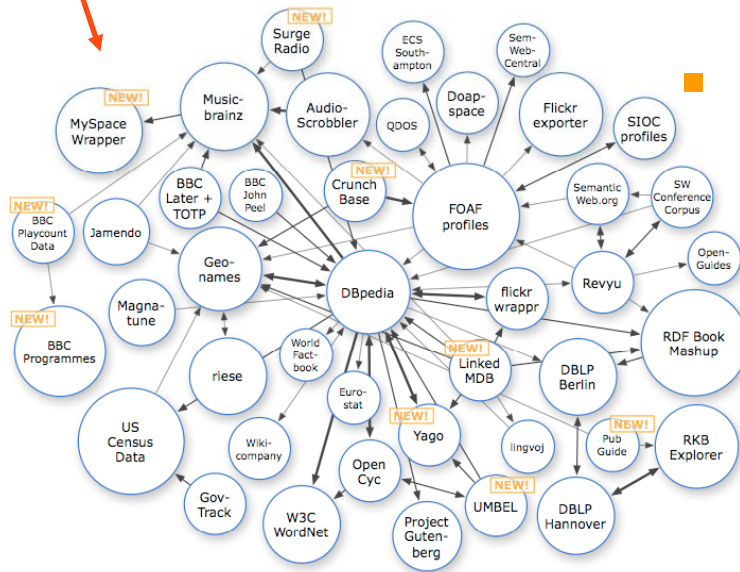 NEW!
Surge
Radio
ECS
South-
ampton
Sem-
Web-
Central
NEW!
MySpace
Wrapper
Music-
brainz
Audio-
Scrobbler
QDOS
Doap-
space
Flickr
exporter
SIOC
profiles
NEW!
BBC
Playcount
Data
Jamendo
BBC
Later +
TOTP
BBC
John
Peel
NEW!
Crunch
Base
FOAF
profiles
Semantic
Web.org
SW
Conference
Corpus
Geo-
names
DBpedia
flickr
wrappr
Revyu
Open-
Guides
NEW!
BBC
Programmes
Magna-
tune
riese
World
Fact-
book
NEW!
Linked
MDB
DBLP
Berlin
RDF Book
Mashup
US
Census
Data
Wiki-
company
Euro-
stat
NEW!
Yago
lingvoj
NEW!
Pub
Guide
RKB
Explorer
Gov-
Track
W3C
WordNet
Open
Cyc
Project
Guten-
berg
NEW!
UMBEL
DBLP
Hannover